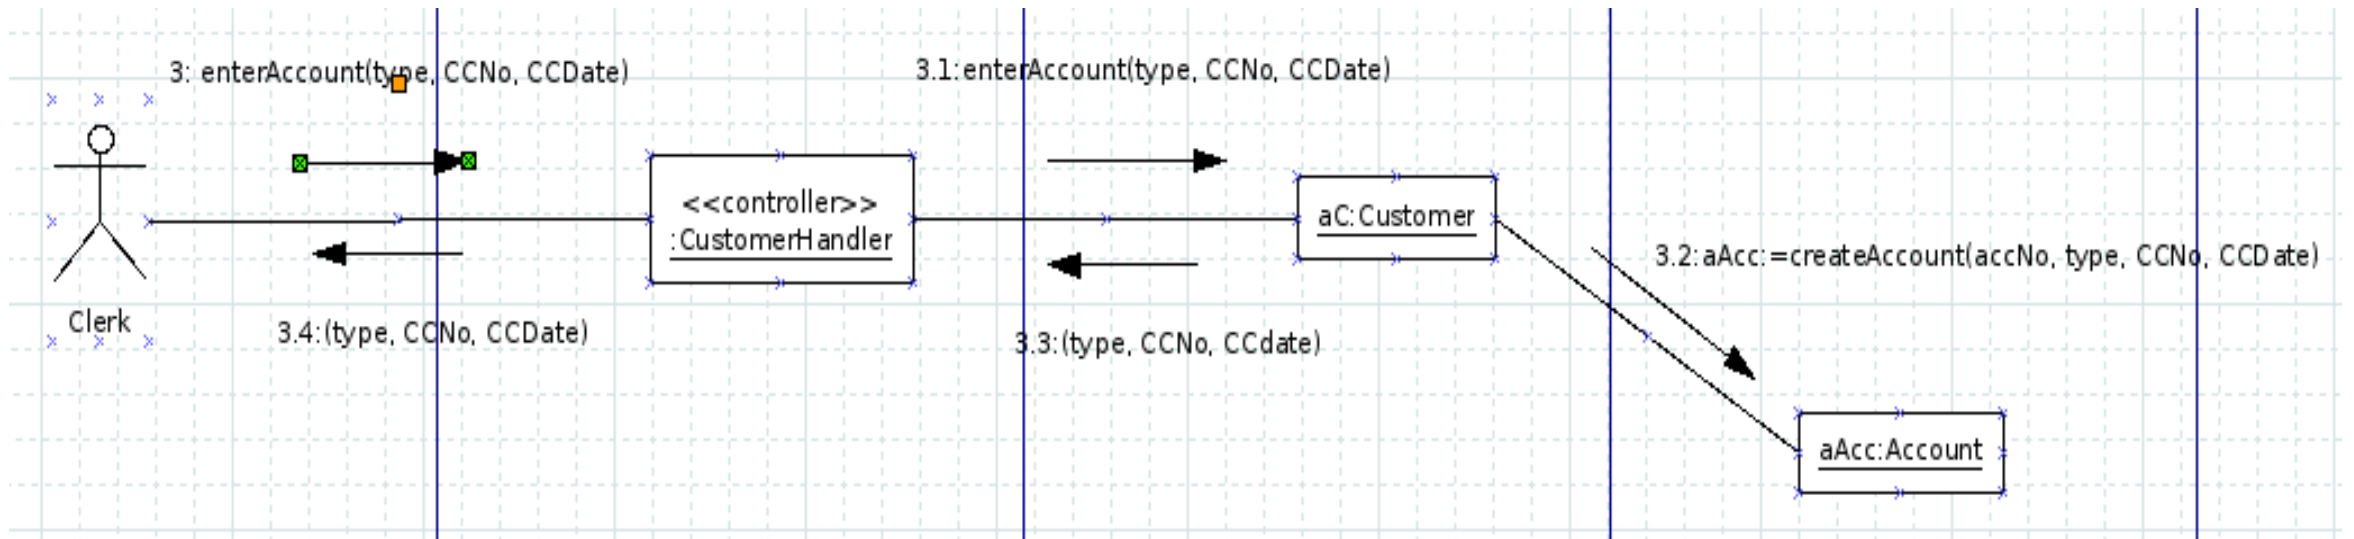 3: enterAccount(type, CCNo, CCDate)
3.1:enterAccount(type, CCNo, CCDate)
<<controller>>
:CustomerHandler
aC:Customer
3.2:aAcc:=createAccount(accNo, type, CCNo, CCDate)
Clerk
3.4:(type, CCNo, CCDate)
3.3:(type, CCNo, CCdate)
aAcc:Account